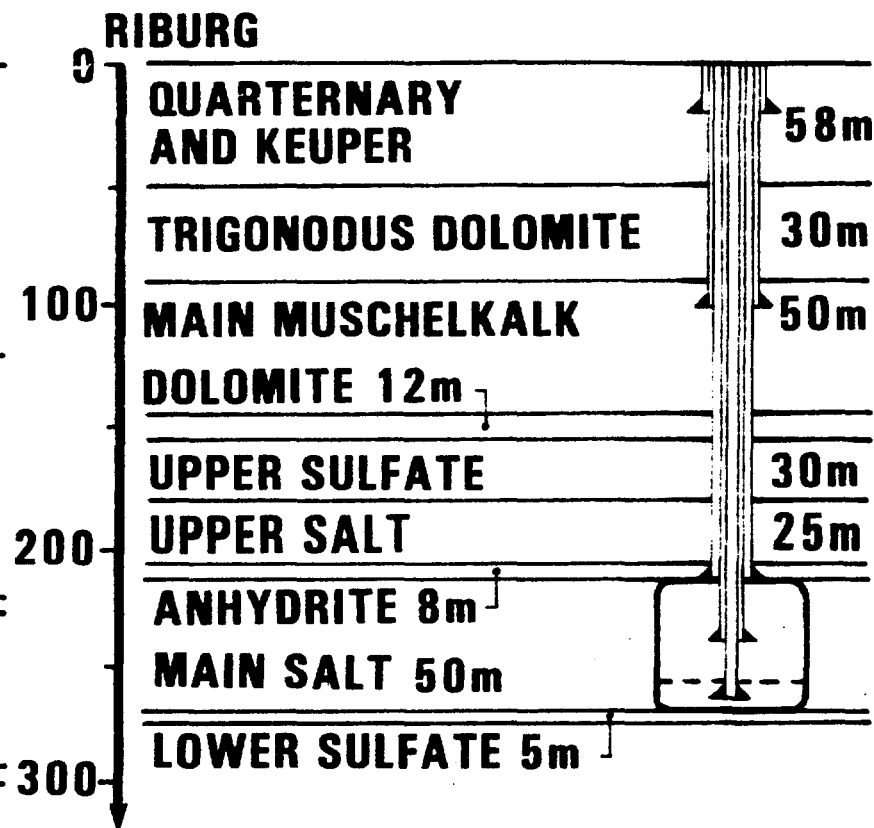 RIBURG
0
QUARTERNARY
AND KEUPER
58m
TRIGONODUS DOLOMITE 30m
100
MAIN MUSCHELKALK 50m
DOLOMITE 12m
UPPER SULFATE 30m
200
UPPER SALT 25m
ANHYDRITE 8m
MAIN SALT 50m
LOWER SULFATE 5m
300